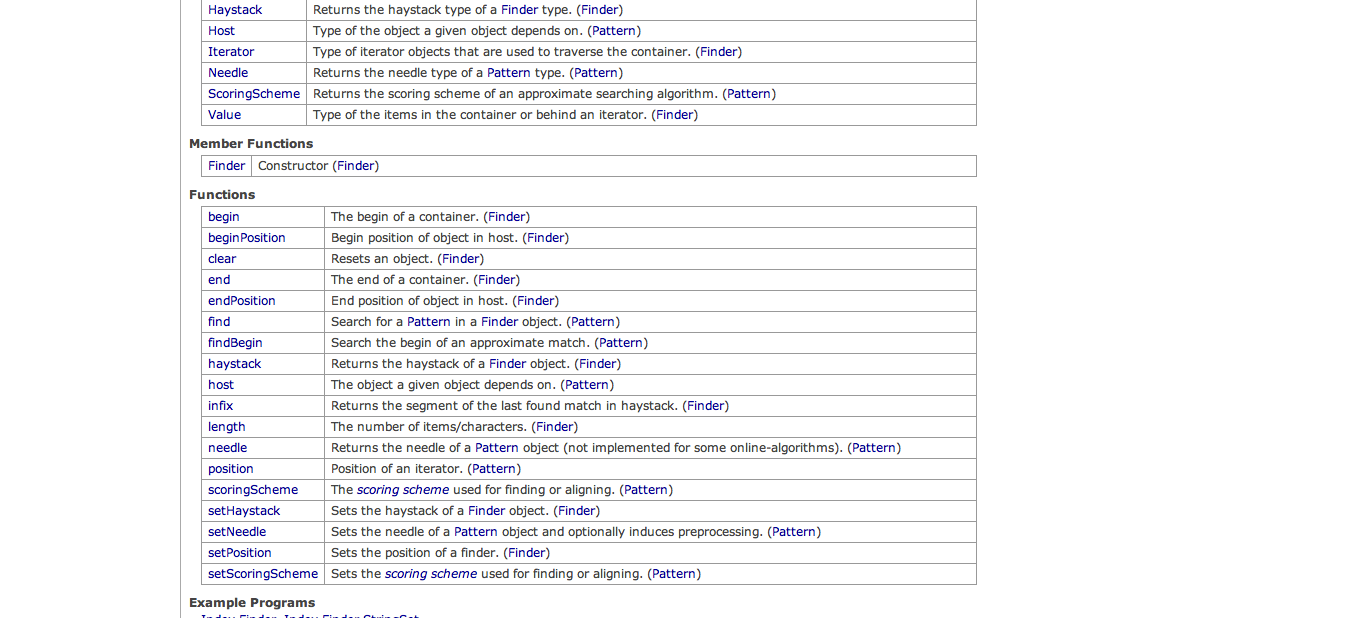 Haystack Returns the haystack type of a Finder type. (Finder)
Host Type of the object a given object depends on. (Pattern)
Iterator Type of iterator objects that are used to traverse the container. (Finder)
Needle Returns the needle type of a Pattern type. (Pattern)
ScoringScheme Returns the scoring scheme of an approximate searching algorithm. (Pattern)
Value Type of the items in the container or behind an iterator. (Finder)
Member Functions
Finder Constructor (Finder)
Functions
begin The begin of a container. (Finder)
beginPosition Begin position of object in host. (Finder)
clear Resets an object. (Finder)
end The end of a container. (Finder)
endPosition End position of object in host. (Finder)
find Search for a Pattern in a Finder object. (Pattern)
findBegin Search the begin of an approximate match. (Pattern)
haystack Returns the haystack of a Finder object. (Finder)
host The object a given object depends on. (Pattern)
infix Returns the segment of the last found match in haystack. (Finder)
length The number of items/characters. (Finder)
needle Returns the needle of a Pattern object (not implemented for some online-algorithms). (Pattern)
position Position of an iterator. (Pattern)
scoringScheme The scoring scheme used for finding or aligning. (Pattern)
setHaystack Sets the haystack of a Finder object. (Finder)
setNeedle Sets the needle of a Pattern object and optionally induces preprocessing. (Pattern)
setPosition Sets the position of a finder. (Finder)
setScoringScheme Sets the scoring scheme used for finding or aligning. (Pattern)
Example Programs
Index Finder, Index Finder StringSet